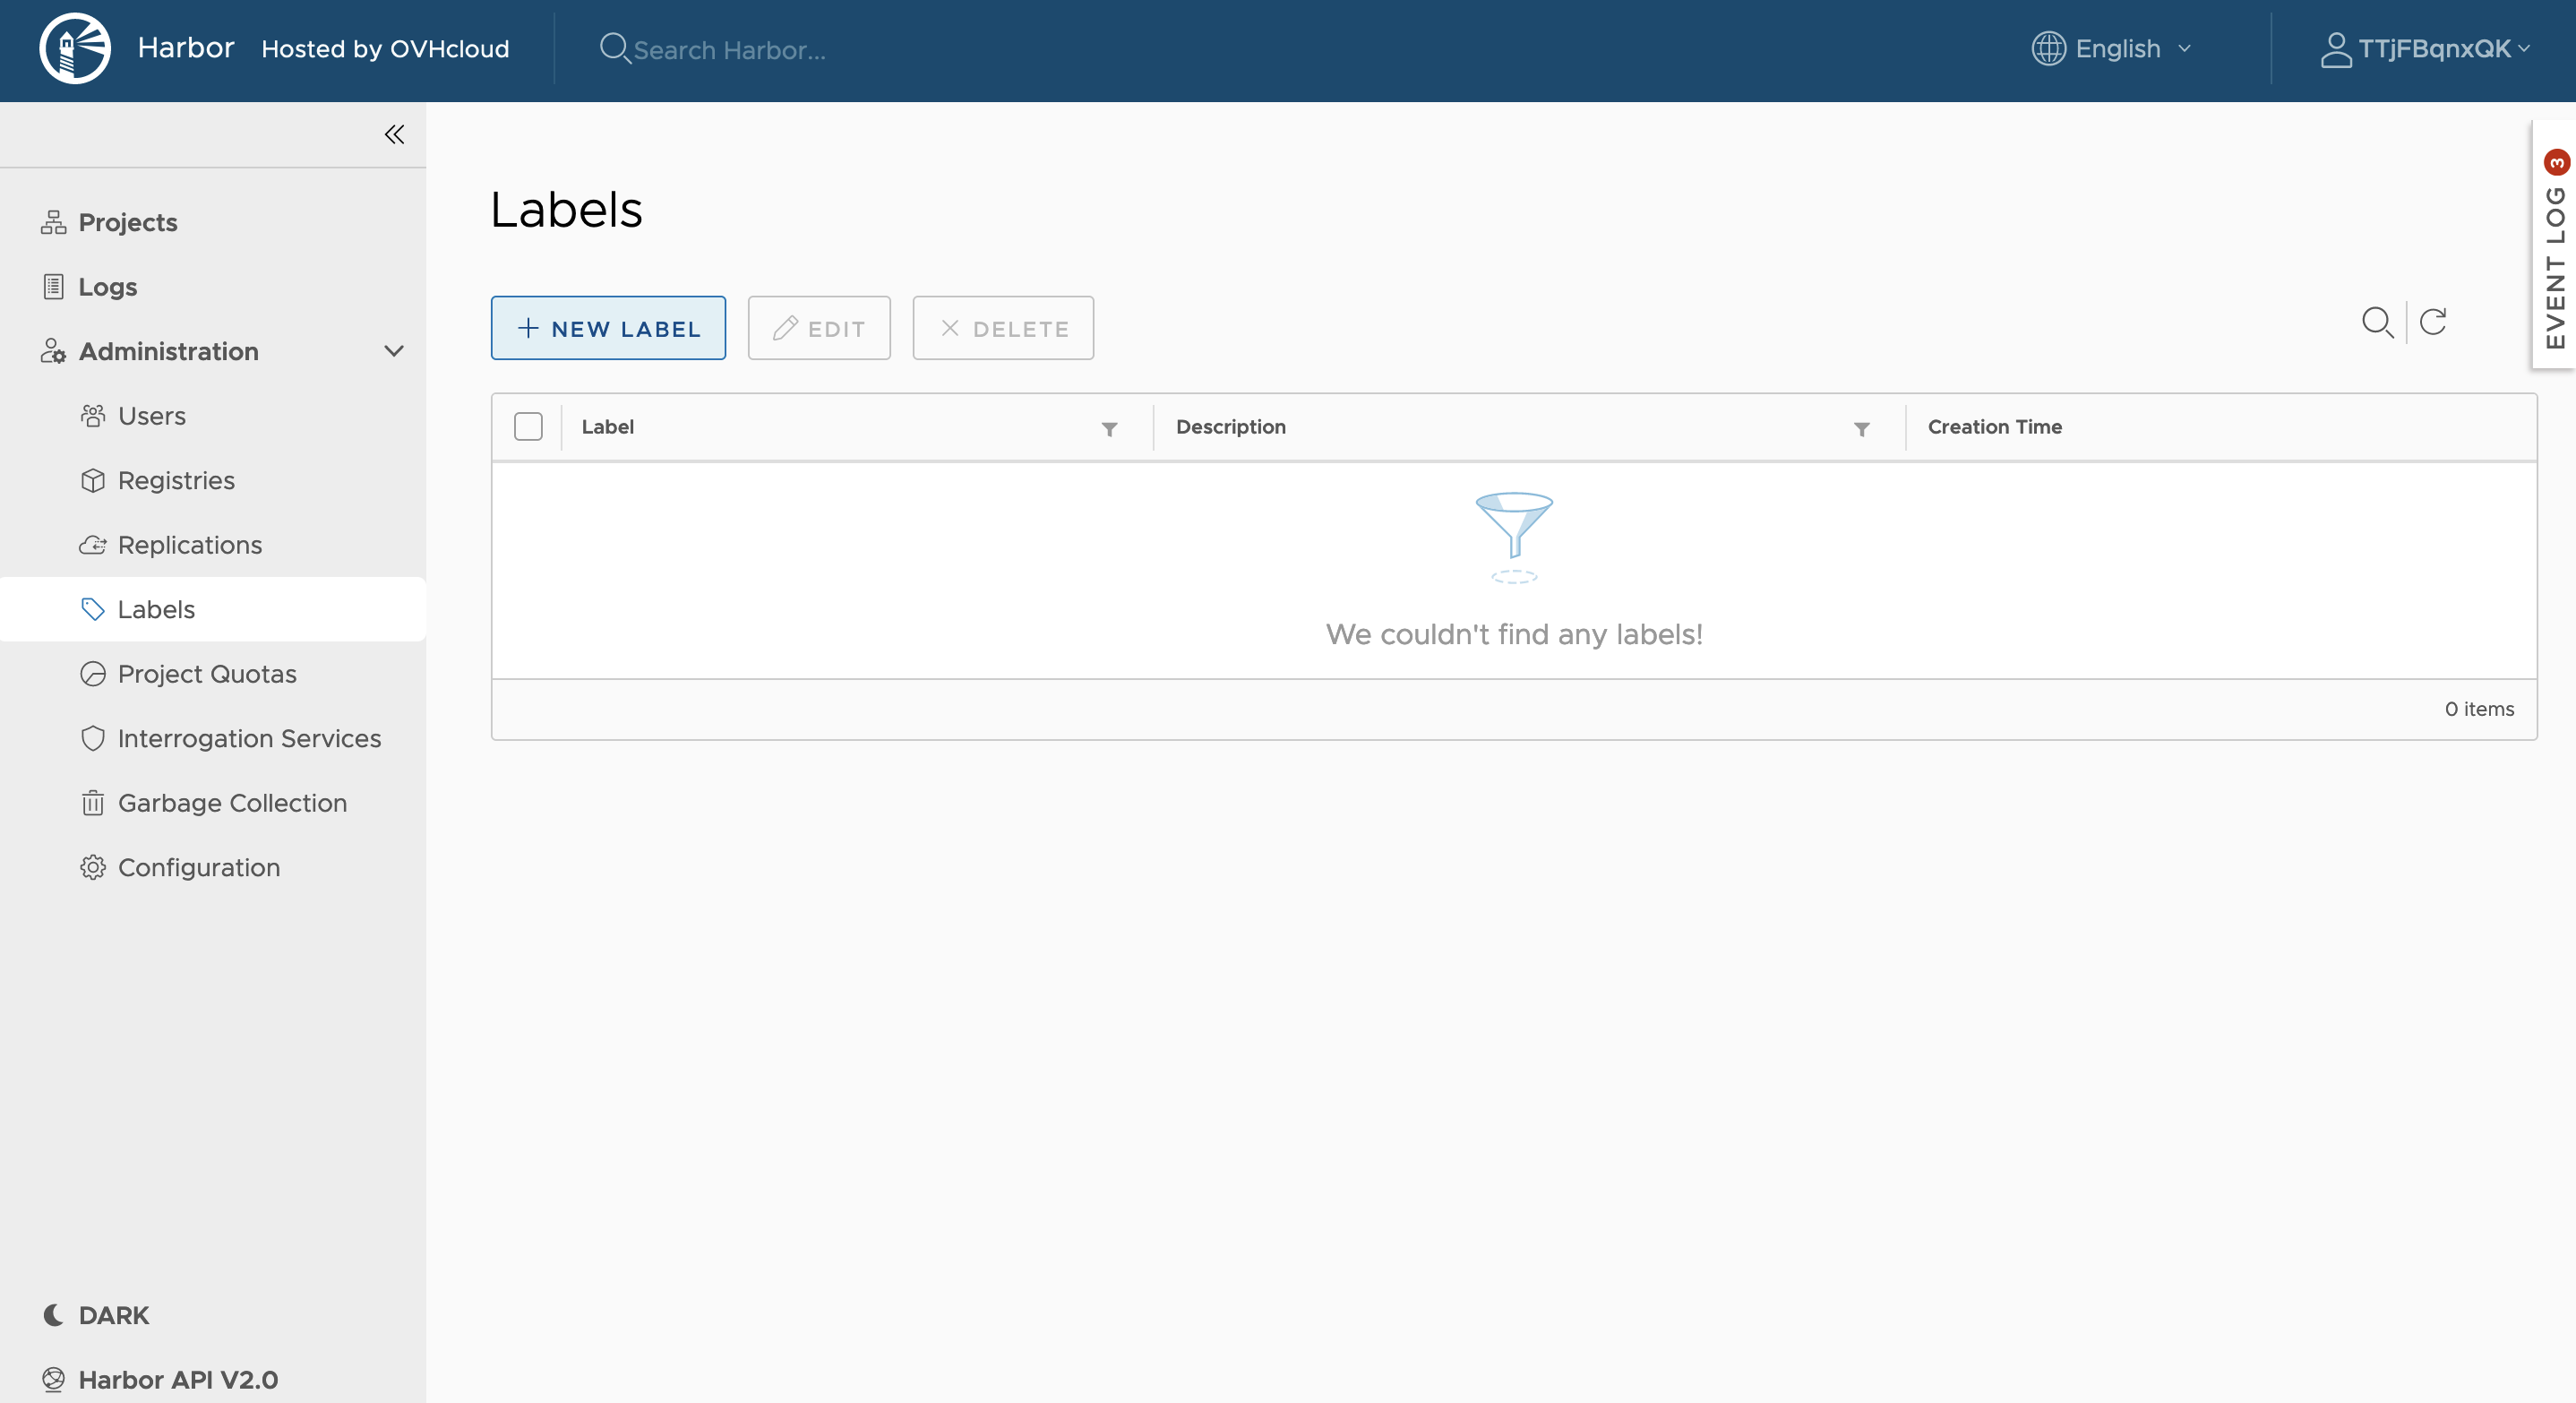 Harbor Hosted by OVHcloud Search Harbor... English TTjFBqnxQK
EVENT LOG 3
Projects
Logs
Administration
Users
Registries
Replications
Labels
Project Quotas
Interrogation Services
Garbage Collection
Configuration
DARK
Harbor API V2.0
Labels
NEW LABEL EDIT DELETE
Label Description Creation Time
We couldn't find any labels!
0 items